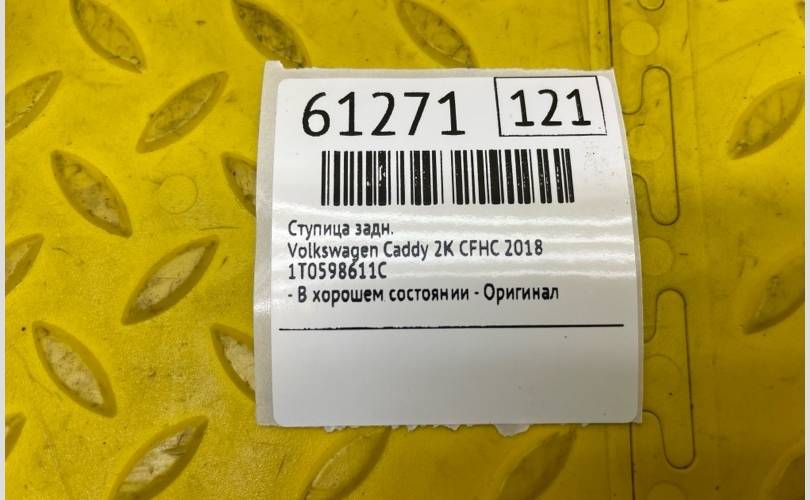 61271 121
Ступица задн.
Volkswagen Caddy 2K CFHC 2018
1T0598611C
- В хорошем состоянии - Оригинал